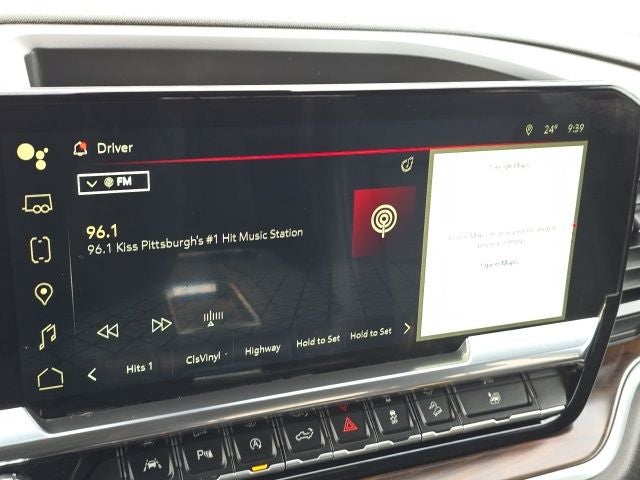 Driver
24° 9:39
FM
96.1
96.1 Kiss Pittsburgh's #1 Hit Music Station
Google Maps
Open Maps
Hits 1
ClsVinyl
Highway
Hold to Set
Hold to Set
P
A